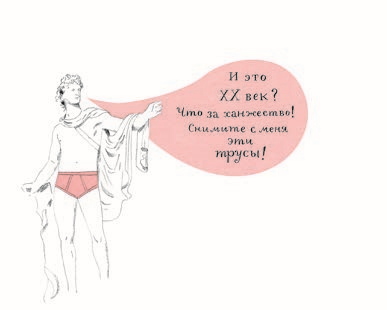 И это
XX век?
Что за ханжество!
Снимите с меня
эти
трусы!